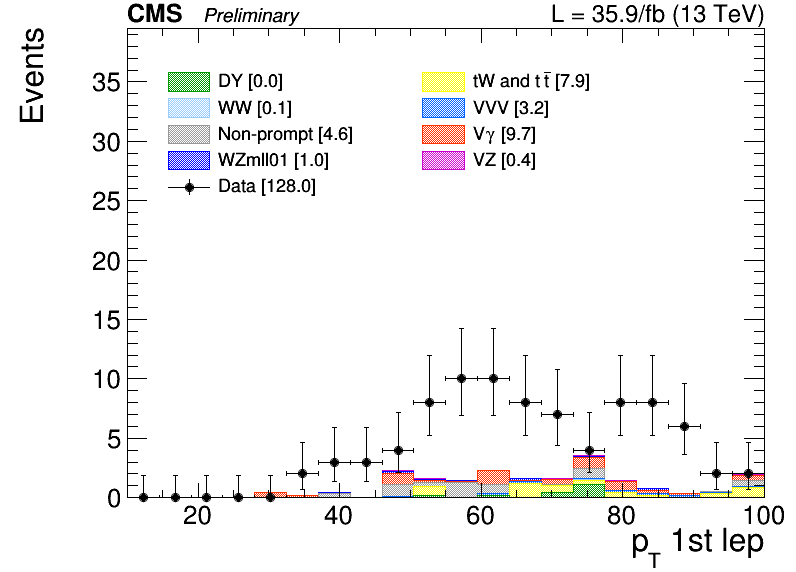 CMS Preliminary L = 35.9/fb (13 TeV)
Events
DY [0.0]
WW [0.1]
Non-prompt [4.6]
WZmll01 [1.0]
Data [128.0]
tW and tt̄ [7.9]
VVV [3.2]
Vγ [9.7]
VZ [0.4]
35
30
25
20
15
10
5
0
20 40 60 80 100
p_T 1st lep